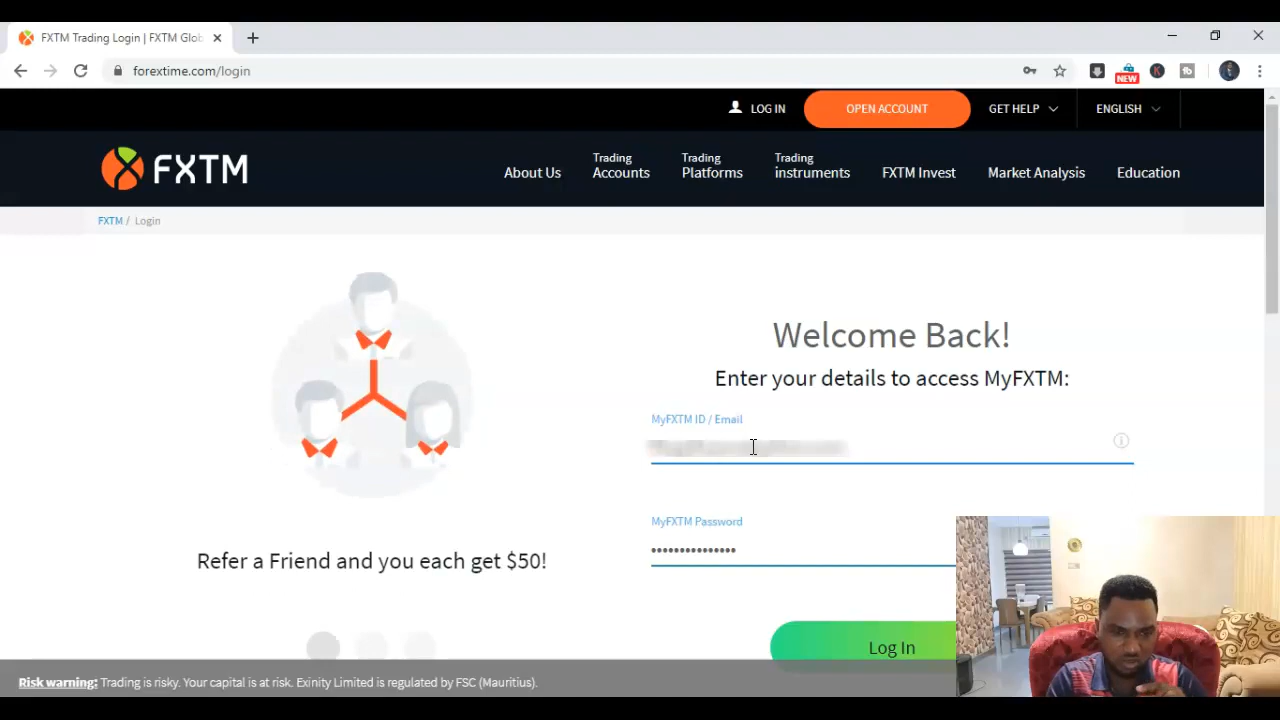 FXTM Trading Login | FXTM Glob
forextime.com/login
NEW
LOG IN
OPEN ACCOUNT
GET HELP
ENGLISH
FXTM
About Us
Trading
Accounts
Trading
Platforms
Trading
instruments
FXTM Invest
Market Analysis
Education
FXTM / Login
Welcome Back!
Enter your details to access MyFXTM:
MyFXTM ID / Email
MyFXTM Password
•••••••••••••••
Refer a Friend and you each get $50!
Log In
Risk warning: Trading is risky. Your capital is at risk. Exinity Limited is regulated by FSC (Mauritius).